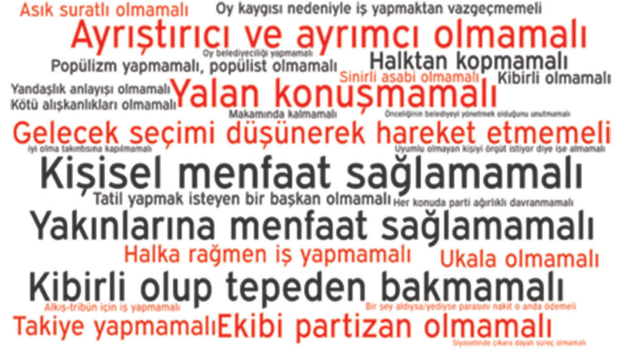 Asık suratlı olmamalı
Oy kaygısı nedeniyle iş yapmaktan vazgeçmemeli
Ayrıştırıcı ve ayrımcı olmamalı
Oy belediyeciliği yapmamalı
Halktan kopmamalı
Popülizm yapmamalı, popülist olmamalı
Sinirli asabi olmamalı
Kibirli olmamalı
Yandaşlık anlayışı olmamalı
Yalan konuşmamalı
Kötü alışkanlıkları olmamalı
Makamında kalmamalı
Önceliğinin belediyeyi yönetmek olduğunu unutmamalı
Gelecek seçimi düşünerek hareket etmemeli
iyi olma takıntısına kapılmamalı
Uyumlu olmayan kişiyi örgüt istiyor diye işe almamalı
Kişisel menfaat sağlamamalı
Tatil yapmak isteyen bir başkan olmamalı
Her konuda parti ağırlıklı davranmamalı
Yakınlarına menfaat sağlamamalı
Halka rağmen iş yapmamalı
Ukala olmamalı
Kibirli olup tepeden bakmamalı
Alkış-tribün için iş yapmamalı
Bir şey aldıysa/yediyse parasını nakit o anda ödemeli
Takiye yapmamalı
Ekibi partizan olmamalı
Siyasetinde çıkara dayalı süreç olmamalı